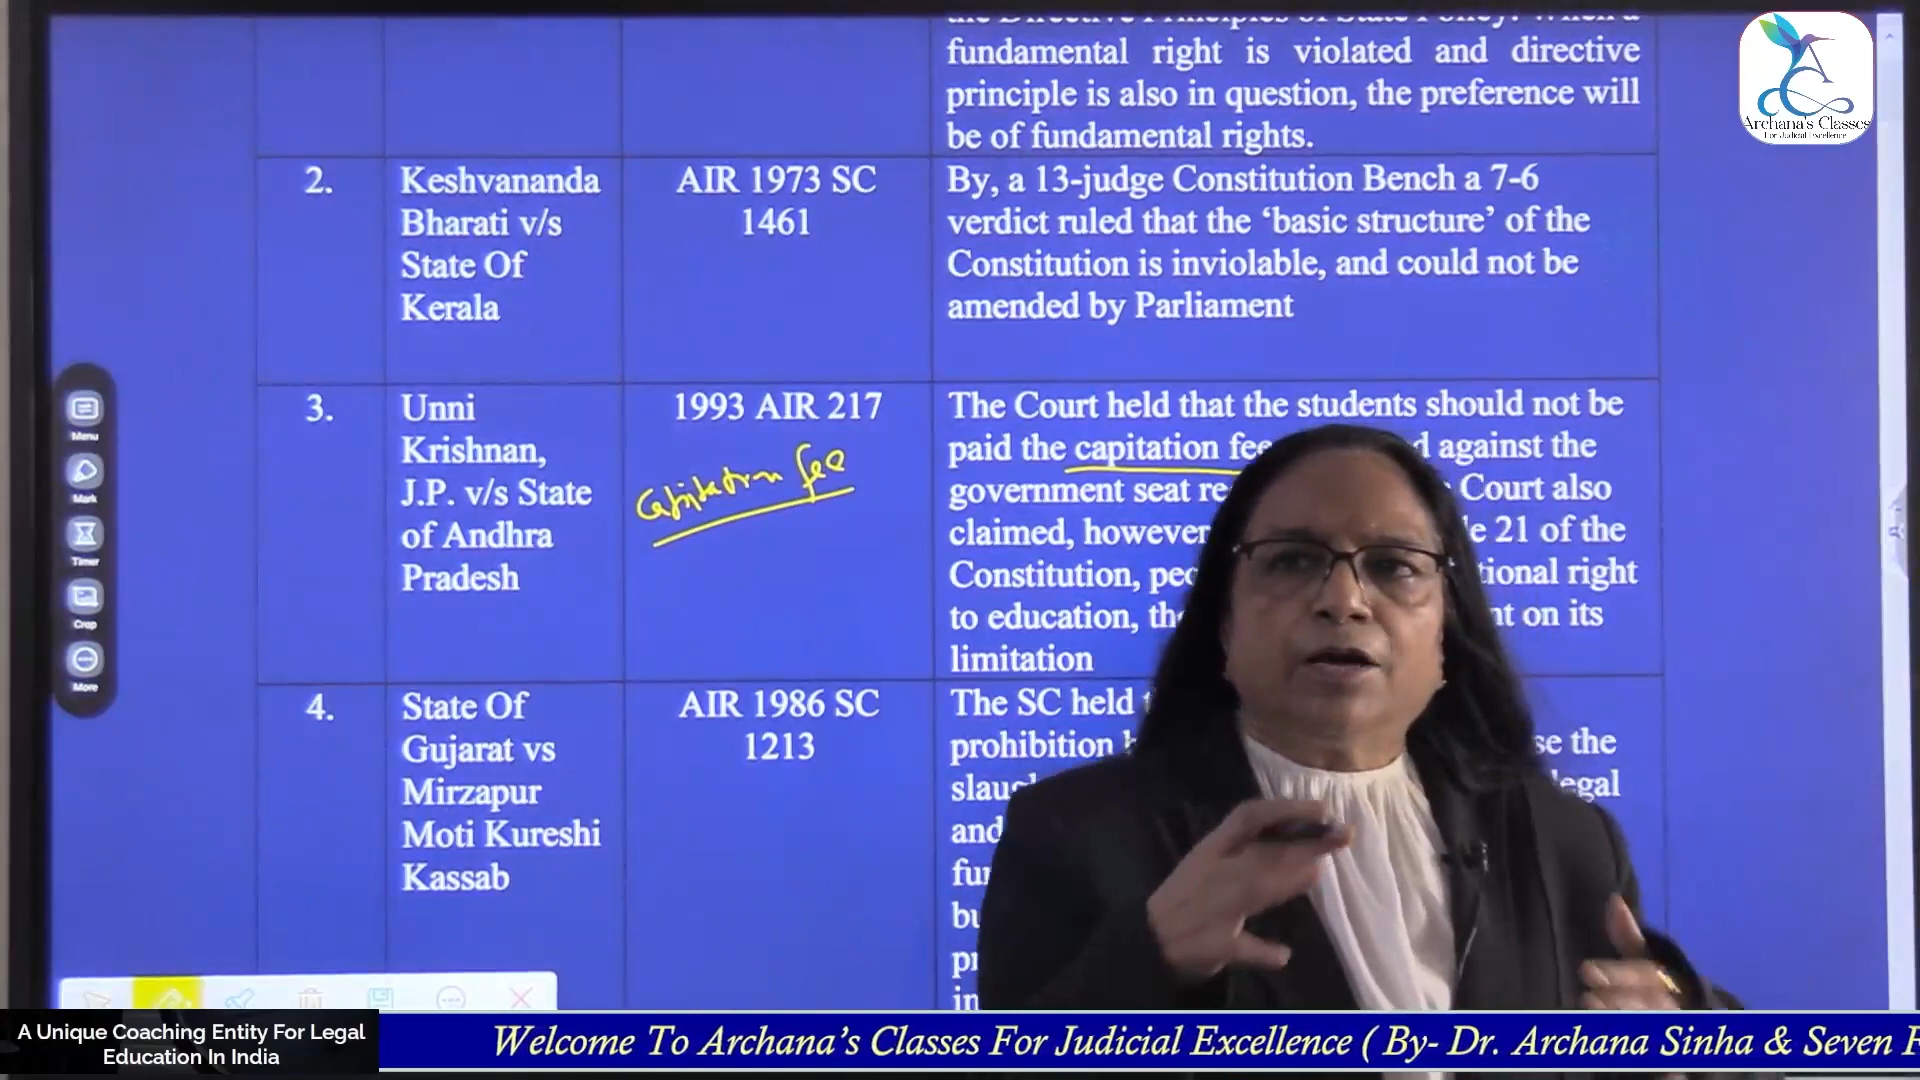 fundamental right is violated and directive
principle is also in question, the preference will
be of fundamental rights.
Archana's Classes
For Judicial Excellence
2.
Keshvananda
Bharati v/s
State Of
Kerala
AIR 1973 SC
1461
By, a 13-judge Constitution Bench a 7-6
verdict ruled that the ‘basic structure’ of the
Constitution is inviolable, and could not be
amended by Parliament
3.
Unni
Krishnan,
J.P. v/s State
of Andhra
Pradesh
1993 AIR 217
Capitation fee
The Court held that the students should not be
paid the capitation fee against the
government seat Court also
claimed, however 21 of the
Constitution, right
to education, on its
limitation
4.
State Of
Gujarat vs
Mirzapur
Moti Kureshi
Kassab
AIR 1986 SC
1213
The SC held
prohibition the
legal
and
Menu
Mark
Timer
Crop
More
A Unique Coaching Entity For Legal
Education In India
Welcome To Archana's Classes For Judicial Excellence ( By- Dr. Archana Sinha & Seven